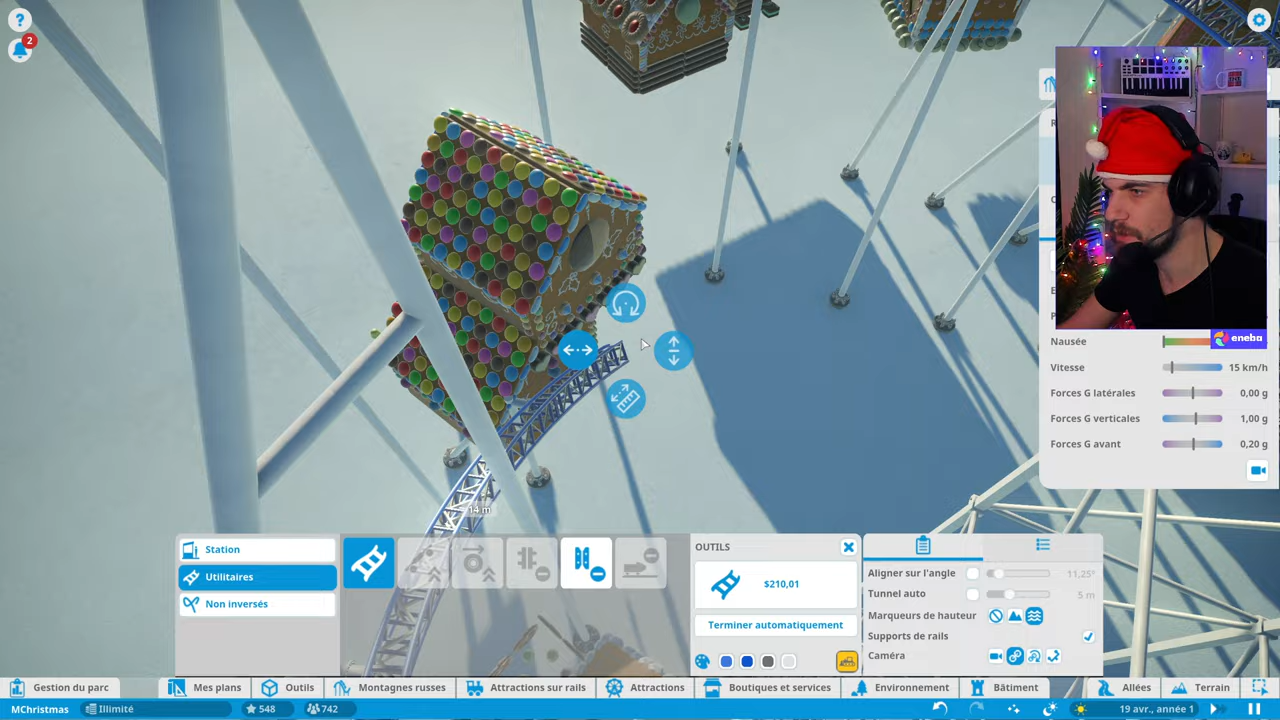 ?
2
eneba
Nausée
Vitesse 15 km/h
Forces G latérales 0,00 g
Forces G verticales 1,00 g
Forces G avant 0,20 g
14 m
Station
Utilitaires
Non inversés
OUTILS
$210,01
Terminer automatiquement
Aligner sur l'angle 11,25°
Tunnel auto 5 m
Marqueurs de hauteur
Supports de rails
Caméra
Gestion du parc
Mes plans
Outils
Montagnes russes
Attractions sur rails
Attractions
Boutiques et services
Environnement
Bâtiment
Allées
Terrain
MChristmas
Illimité
548
742
19 avr., année 1